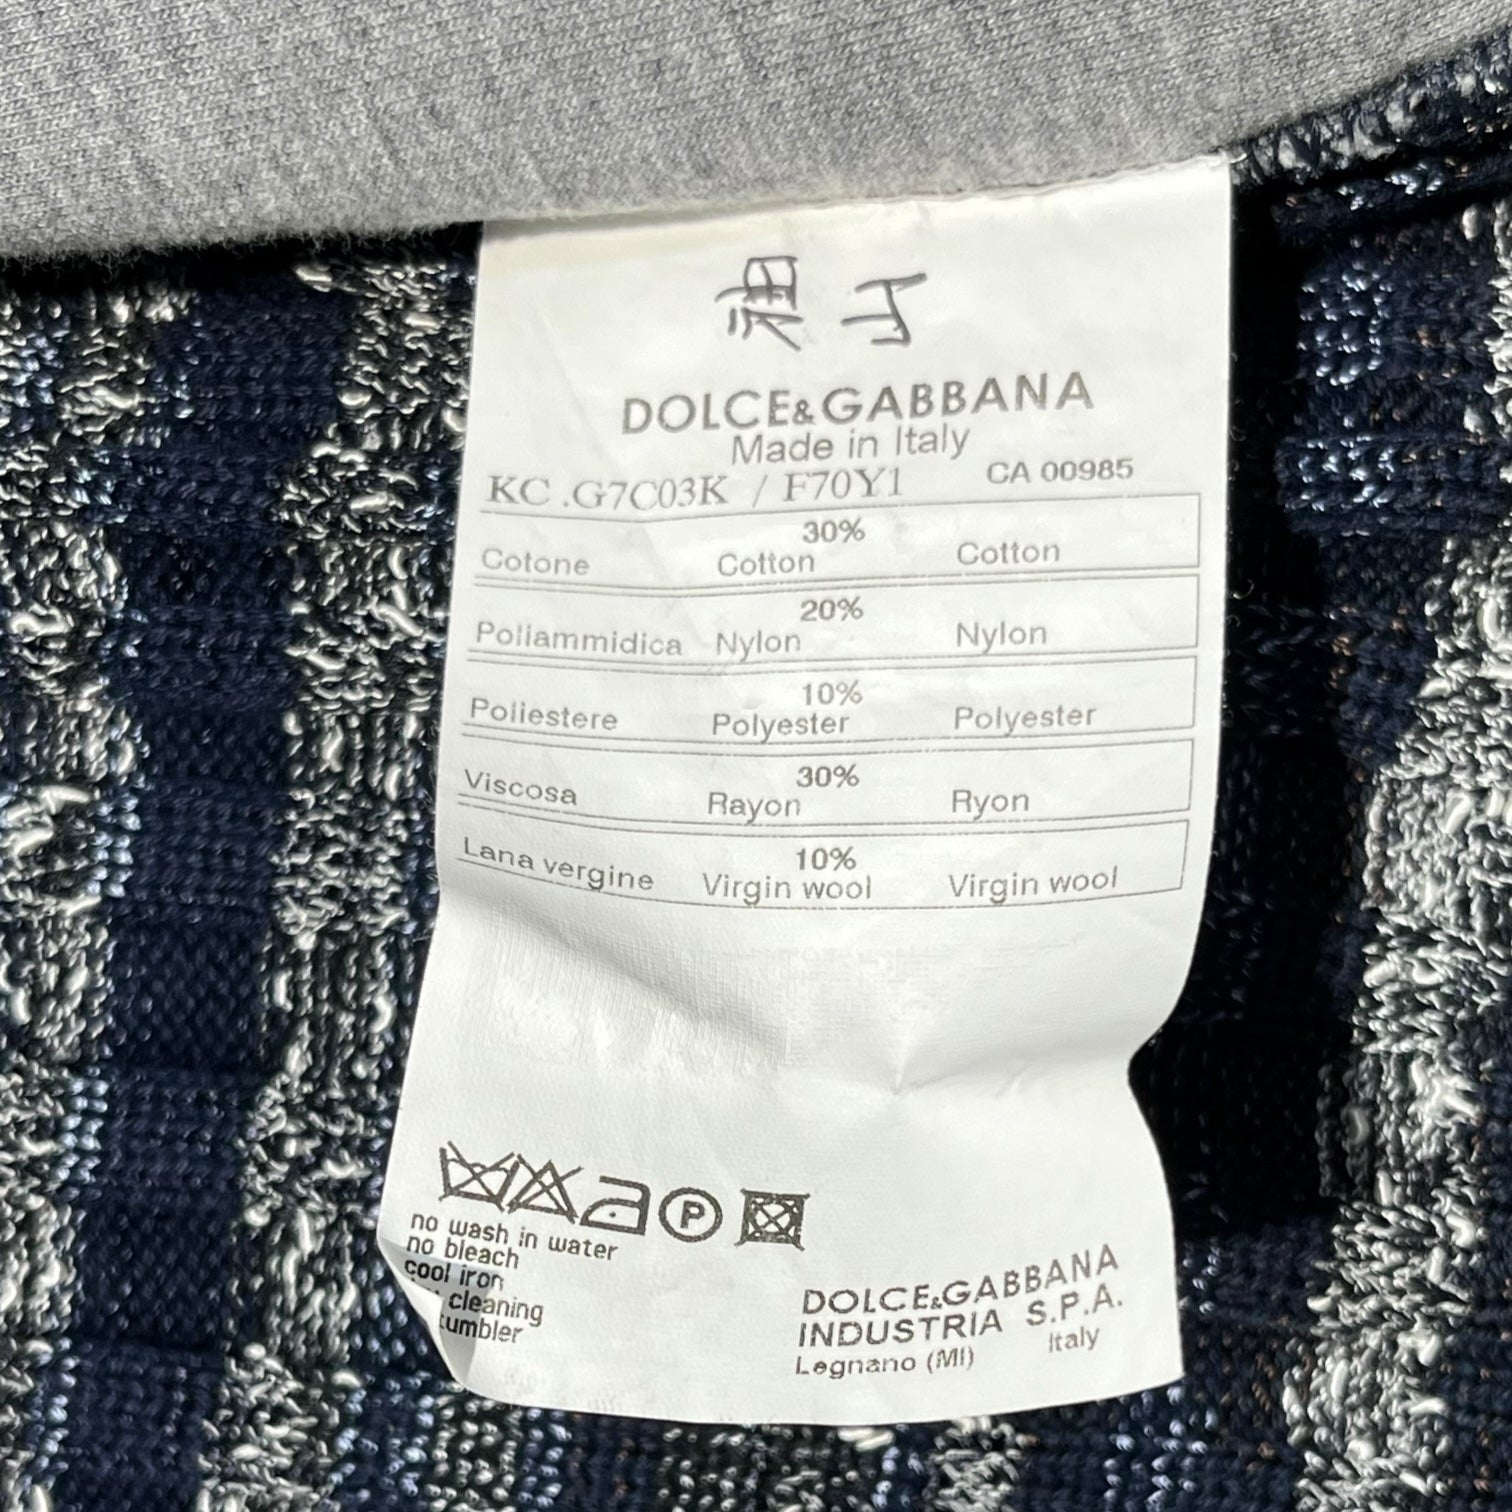 DOLCE&GABBANA
Made in Italy
KC .G7C03K / F70Y1 CA 00985
30%
Cotone Cotton Cotton
20%
Poliammidica Nylon Nylon
10%
Poliestere Polyester Polyester
30%
Viscosa Rayon Ryon
10%
Lana vergine Virgin wool Virgin wool
P
no wash in water
no bleach
cool iron
cleaning
tumbler
DOLCE&GABBANA
INDUSTRIA S.P.A.
Legnano (MI) Italy